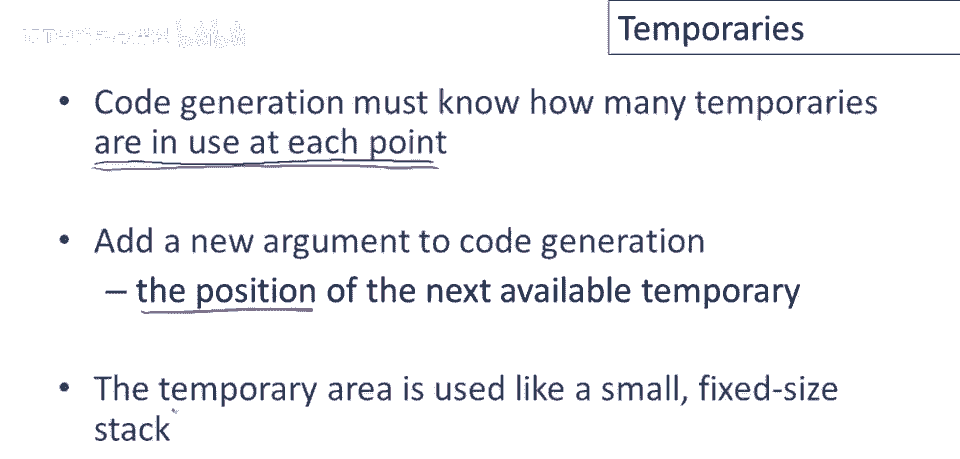 Temporaries
• Code generation must know how many temporaries
are in use at each point
• Add a new argument to code generation
– the position of the next available temporary
• The temporary area is used like a small, fixed-size
stack